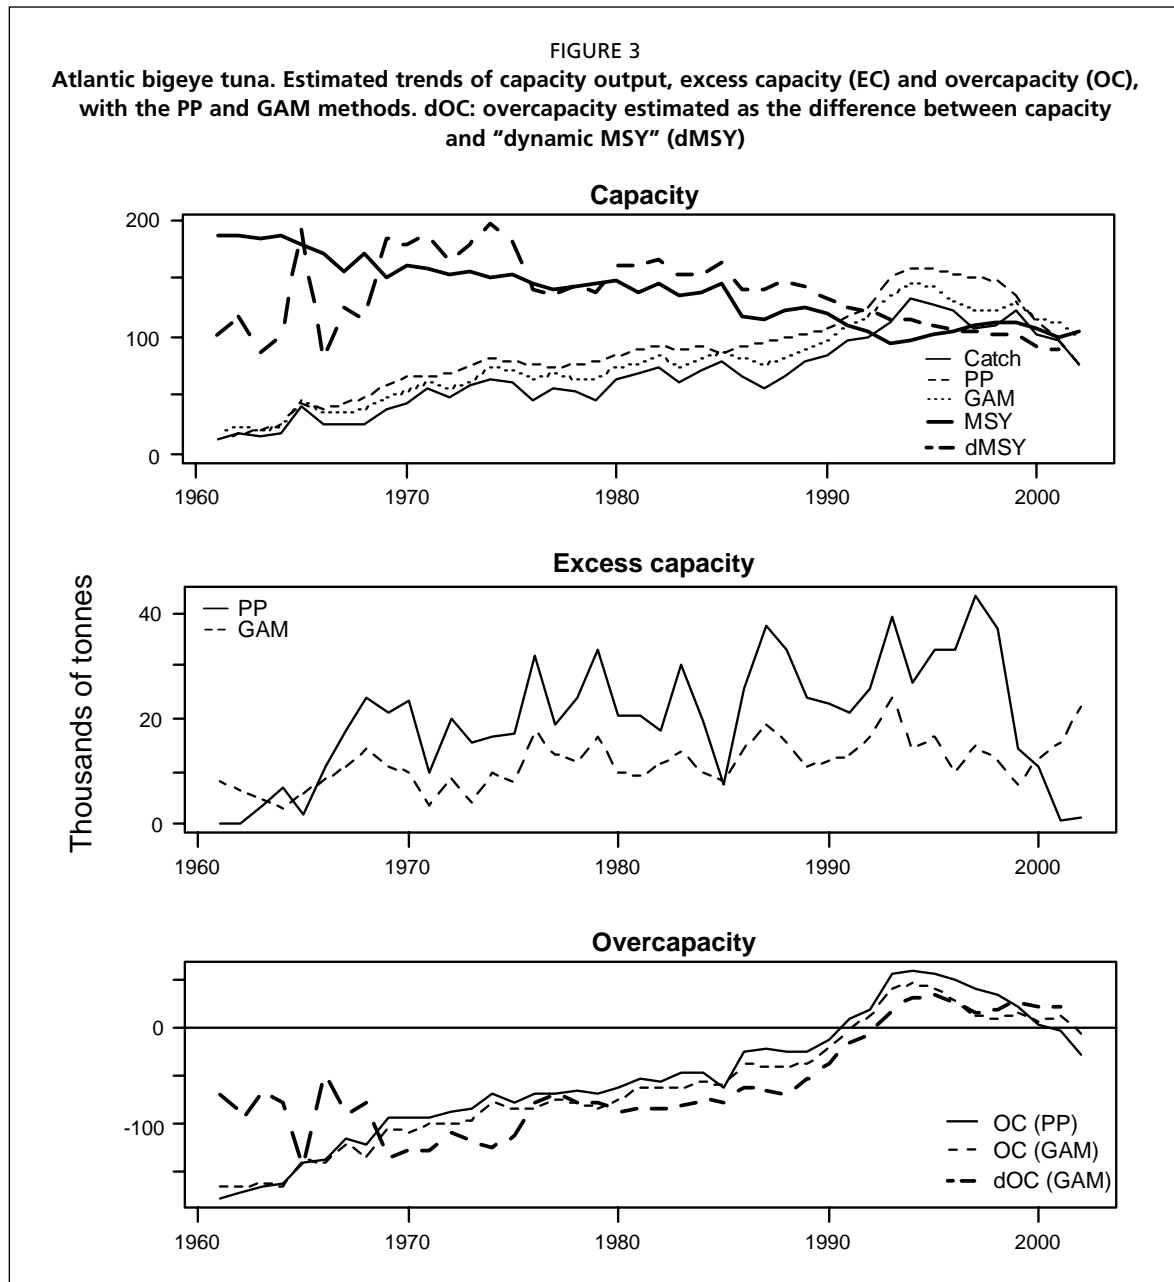 FIGURE 3
Atlantic bigeye tuna. Estimated trends of capacity output, excess capacity (EC) and overcapacity (OC),
with the PP and GAM methods. dOC: overcapacity estimated as the difference between capacity
and “dynamic MSY” (dMSY)
Capacity
200
100
0
Catch
PP
GAM
MSY
dMSY
1960 1970 1980 1990 2000
Thousands of tonnes
Excess capacity
40
20
0
PP
GAM
1960 1970 1980 1990 2000
Overcapacity
0
-100
OC (PP)
OC (GAM)
dOC (GAM)
1960 1970 1980 1990 2000